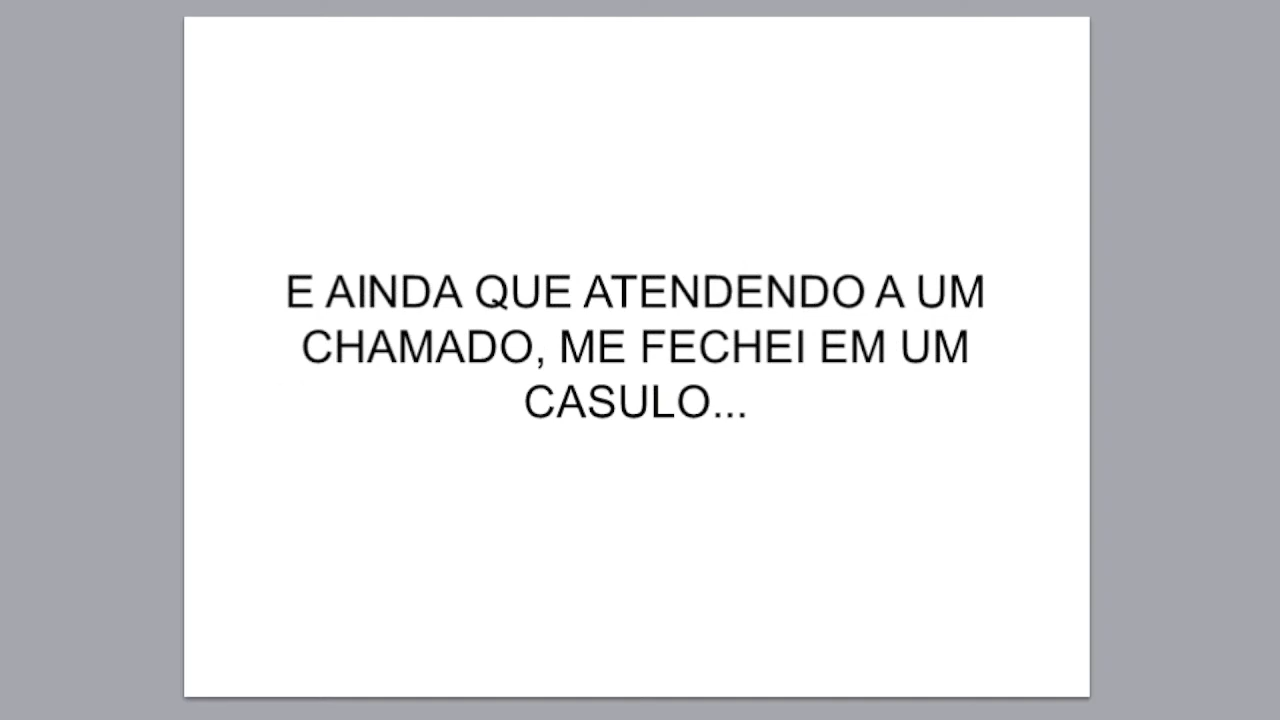 E AINDA QUE ATENDENDO A UM
CHAMADO, ME FECHEI EM UM
CASULO...